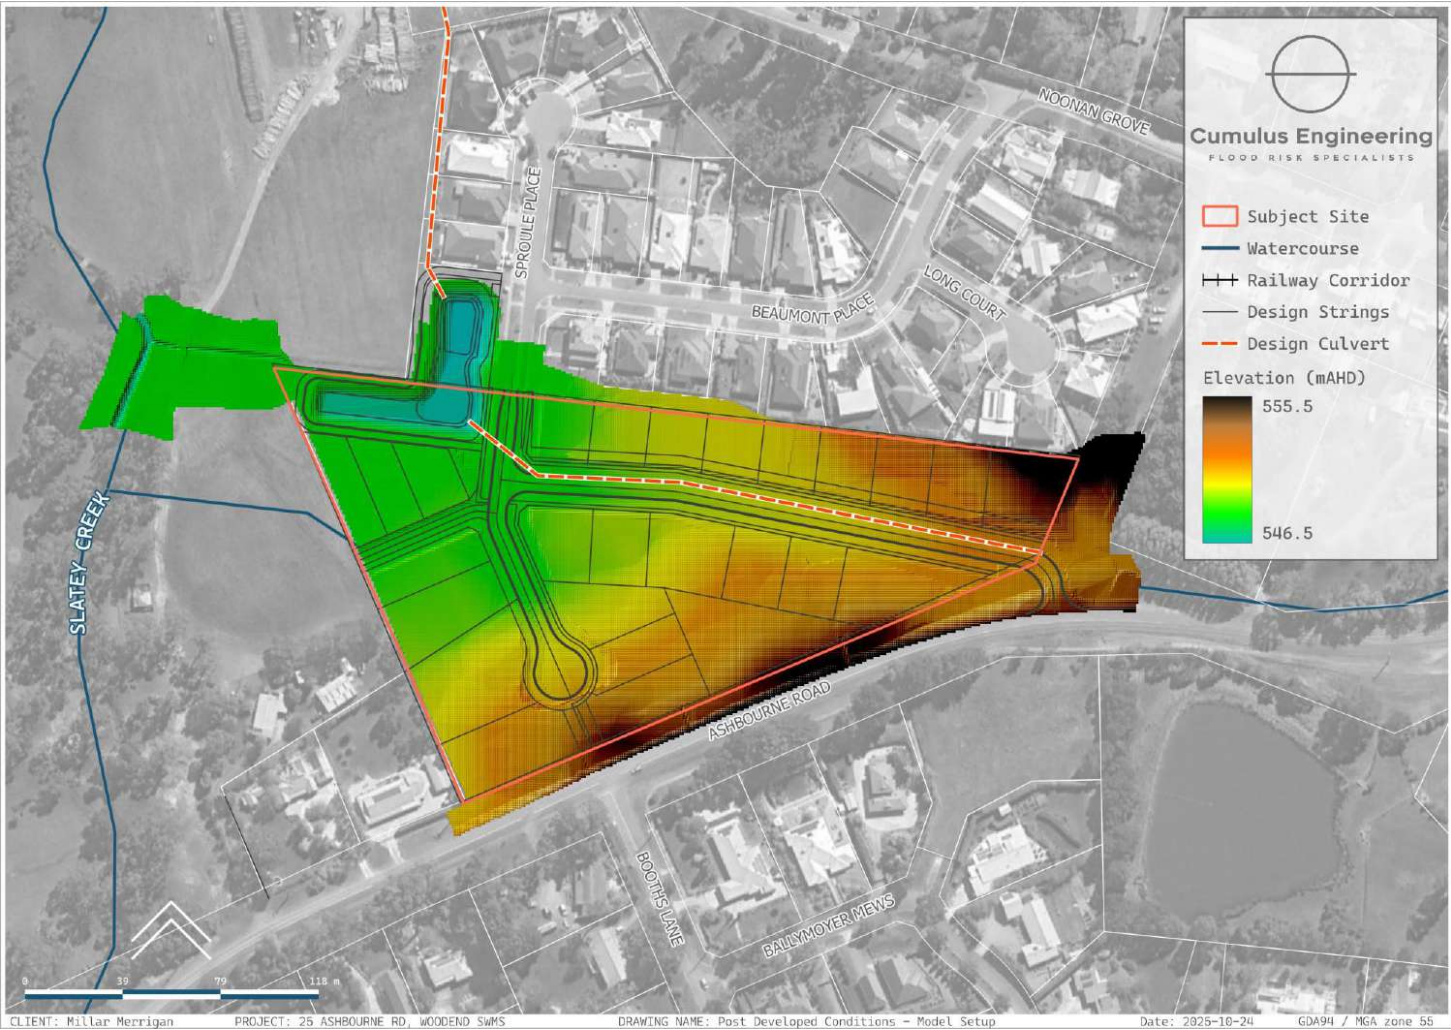 Cumulus Engineering
FLOOD RISK SPECIALISTS
Subject Site
Watercourse
Railway Corridor
Design Strings
Design Culvert
Elevation (mAHD)
555.5
546.5
NOONAN GROVE
SPROULE PLACE
LONG COURT
BEAUMONT PLACE
SLATEY CREEK
ASHBOURNE ROAD
BOOTHS LANE
BALLYMOYER MEWS
0 39 79 118 m
CLIENT: Millar Merrigan PROJECT: 25 ASHBOURNE RD, WOODEND SWMS DRAWING NAME: Post Developed Conditions - Model Setup Date: 2025-10-24 GDA94 / MGA zone 55